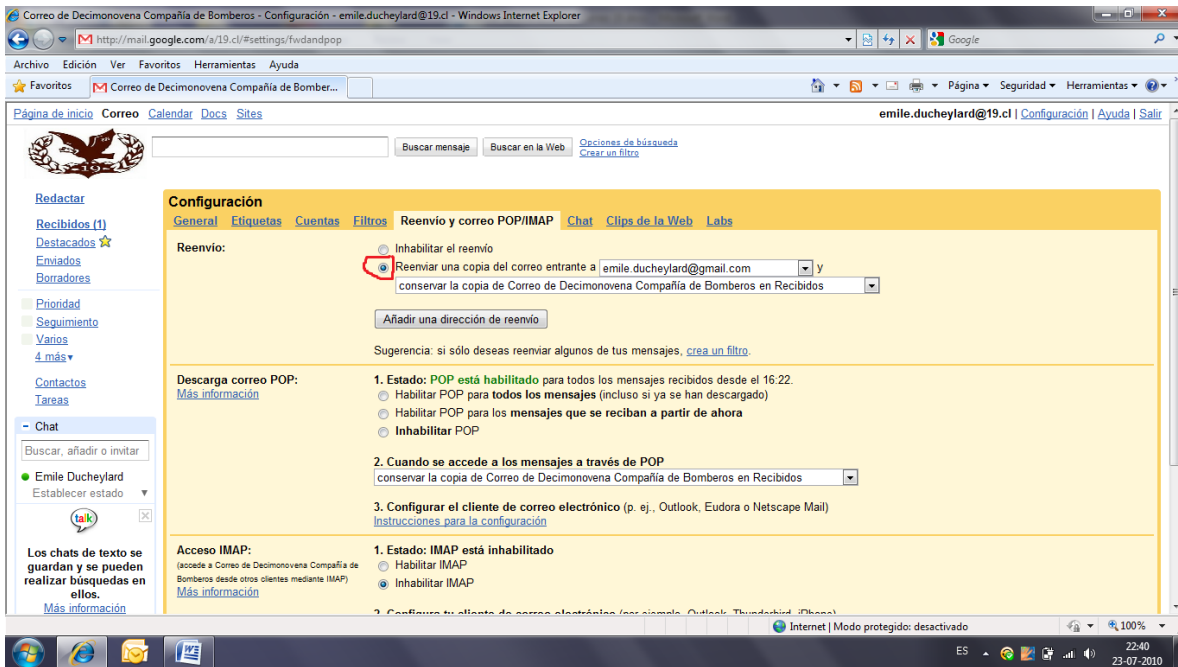 Correo de Decimonovena Compañía de Bomberos - Configuración - emile.ducheylard@19.cl - Windows Internet Explorer
http://mail.google.com/a/19.cl/#settings/fwdandpop
Google
Archivo Edición Ver Favoritos Herramientas Ayuda
Favoritos Correo de Decimonovena Compañía de Bomber... Página Seguridad Herramientas
Página de inicio Correo Calendar Docs Sites emile.ducheylard@19.cl | Configuración | Ayuda | Salir
19
Buscar mensaje Buscar en la Web Opciones de búsqueda
Crear un filtro
Redactar
Recibidos (1)
Destacados
Enviados
Borradores
Prioridad
Seguimiento
Varios
4 más▾
Contactos
Tareas
− Chat
Buscar, añadir o invitar
Emile Ducheylard
Establecer estado
talk
Los chats de texto se
guardan y se pueden
realizar búsquedas en
ellos.
Más información
Configuración
General Etiquetas Cuentas Filtros Reenvío y correo POP/IMAP Chat Clips de la Web Labs
Reenvío:
Inhabilitar el reenvío
Reenviar una copia del correo entrante a emile.ducheylard@gmail.com y
conservar la copia de Correo de Decimonovena Compañía de Bomberos en Recibidos
Añadir una dirección de reenvío
Sugerencia: si sólo deseas reenviar algunos de tus mensajes, crea un filtro.
Descarga correo POP:
Más información
1. Estado: POP está habilitado para todos los mensajes recibidos desde el 16:22.
Habilitar POP para todos los mensajes (incluso si ya se han descargado)
Habilitar POP para los mensajes que se reciban a partir de ahora
Inhabilitar POP
2. Cuando se accede a los mensajes a través de POP
conservar la copia de Correo de Decimonovena Compañía de Bomberos en Recibidos
3. Configurar el cliente de correo electrónico (p. ej., Outlook, Eudora o Netscape Mail)
Instrucciones para la configuración
Acceso IMAP:
(accede a Correo de Decimonovena Compañía de
Bomberos desde otros clientes mediante IMAP)
Más información
1. Estado: IMAP está inhabilitado
Habilitar IMAP
Inhabilitar IMAP
2. Configura tu cliente de correo electrónico (por ejemplo, Outlook, Thunderbird, iPhone)
Internet | Modo protegido: desactivado 100%
ES 22:40
23-07-2010